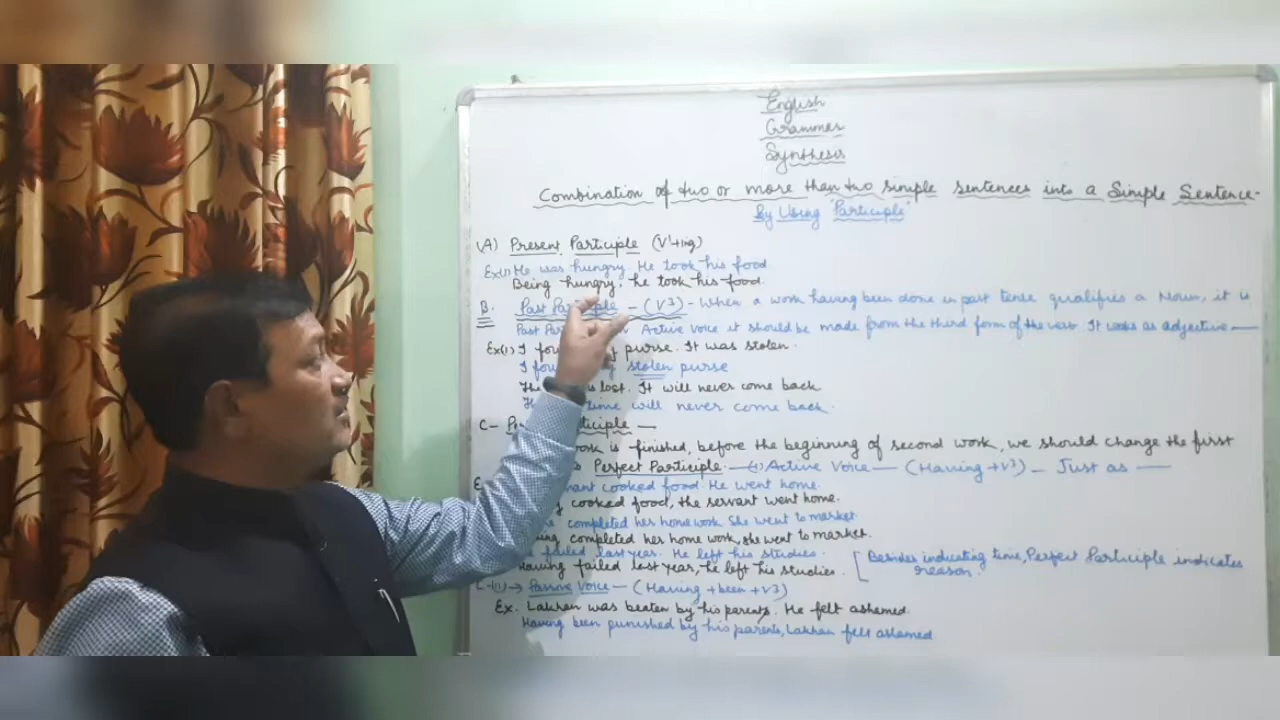 English
Grammar
Synthesis
Combination of two or more than two simple sentences into a Simple Sentence-
By Using 'Participle'
(A) Present Participle (V¹+ing)
Ex(1) He was hungry. He took his food.
Being hungry, he took his food.
B. Past Participle - (V3) - When a work having been done in past tense qualifies a Noun, it is
Past Active voice it should be made from the third form of the verb. It works as adjective —
Ex(1) I purse. It was stolen.
I stolen purse
lost. It will never come back
time will never come back.
C- Participle —
work is finished, before the beginning of second work, we should change the first
Perfect Participle — (1) Active Voice — (Having + V3) — Just as —
cooked food. He went home.
cooked food, the servant went home.
completed her home work. She went to market.
completed her home work, she went to market.
failed last year. He left his studies.
Having failed last year, he left his studies. [Besides indicating time, Perfect Participle indicates
reason.
C-(11) → Passive Voice — (Having + been + V3)
Ex. Lakhan was beaten by his parents. He felt ashamed.
Having been punished by his parents, Lakhan felt ashamed